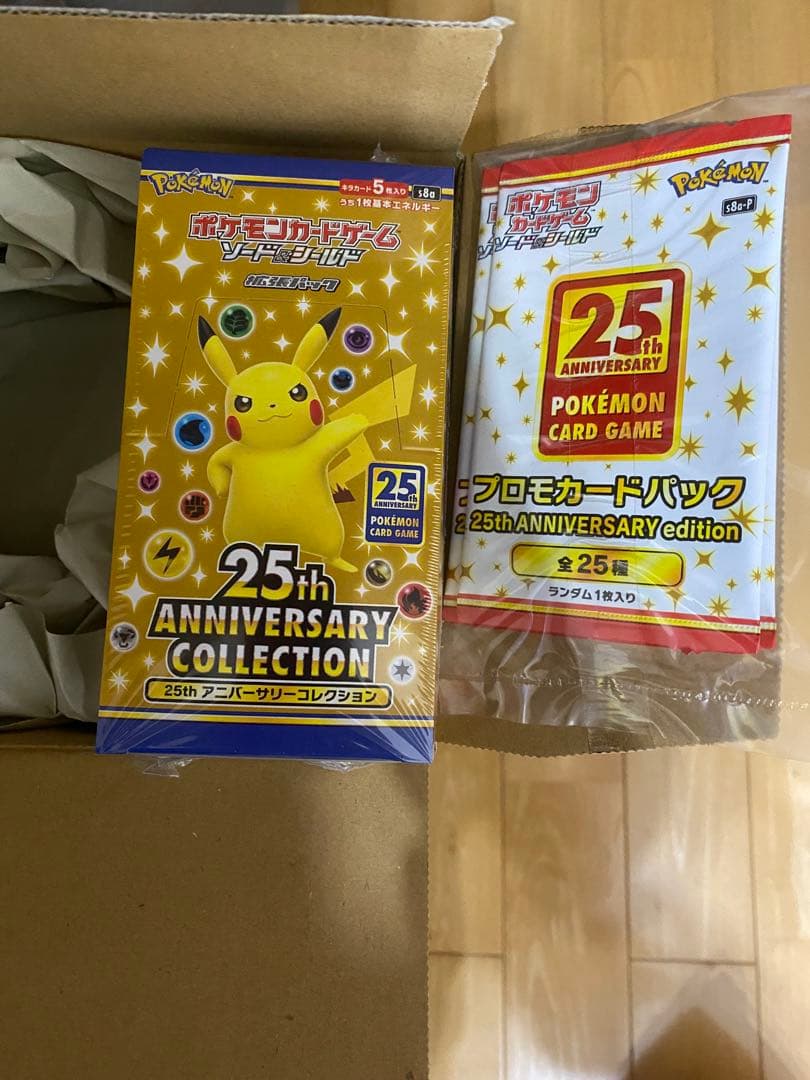 Pokémon
キラカード5枚入り s8a
うち1枚基本エネルギー
ポケモンカードゲーム
ソード&シールド
拡張パック
25th
ANNIVERSARY
POKÉMON
CARD GAME
25th
ANNIVERSARY
COLLECTION
25th アニバーサリーコレクション
Pokémon
s8a-P
ポケモン
カードゲーム
ソード&シールド
25th
ANNIVERSARY
POKÉMON
CARD GAME
プロモカードパック
25th ANNIVERSARY edition
全25種
ランダム1枚入り